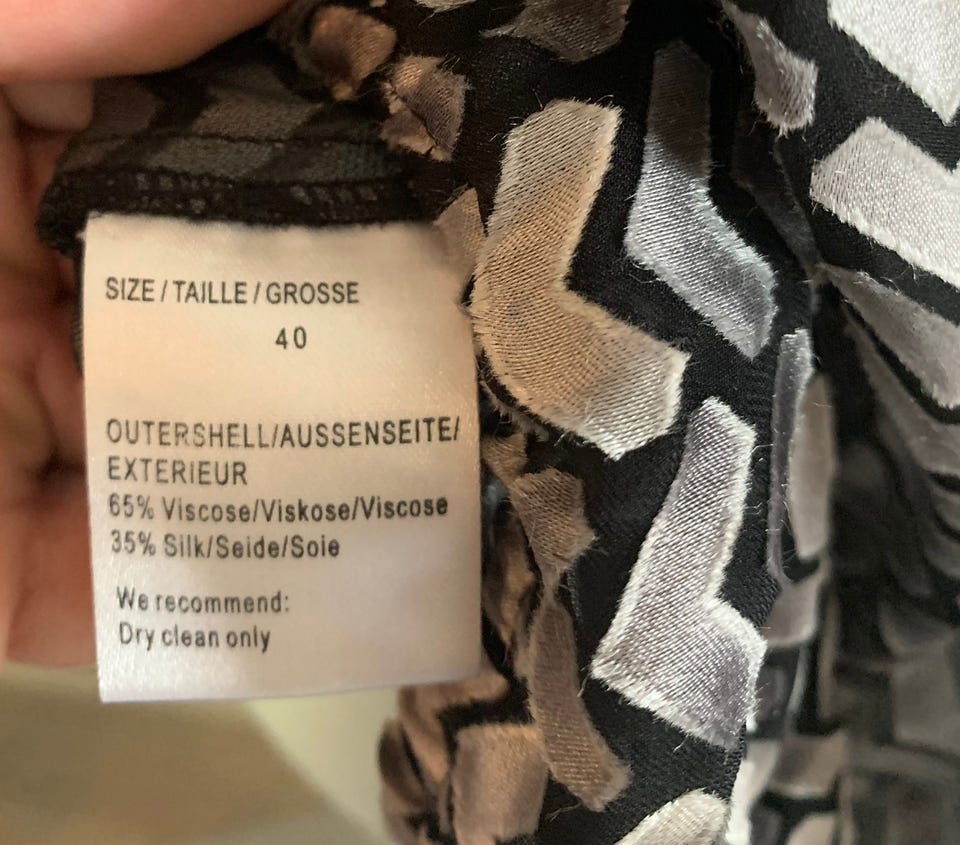 SIZE / TAILLE / GROSSE
40
OUTERSHELL/AUSSENSEITE/
EXTERIEUR
65% Viscose/Viskose/Viscose
35% Silk/Seide/Soie
We recommend:
Dry clean only